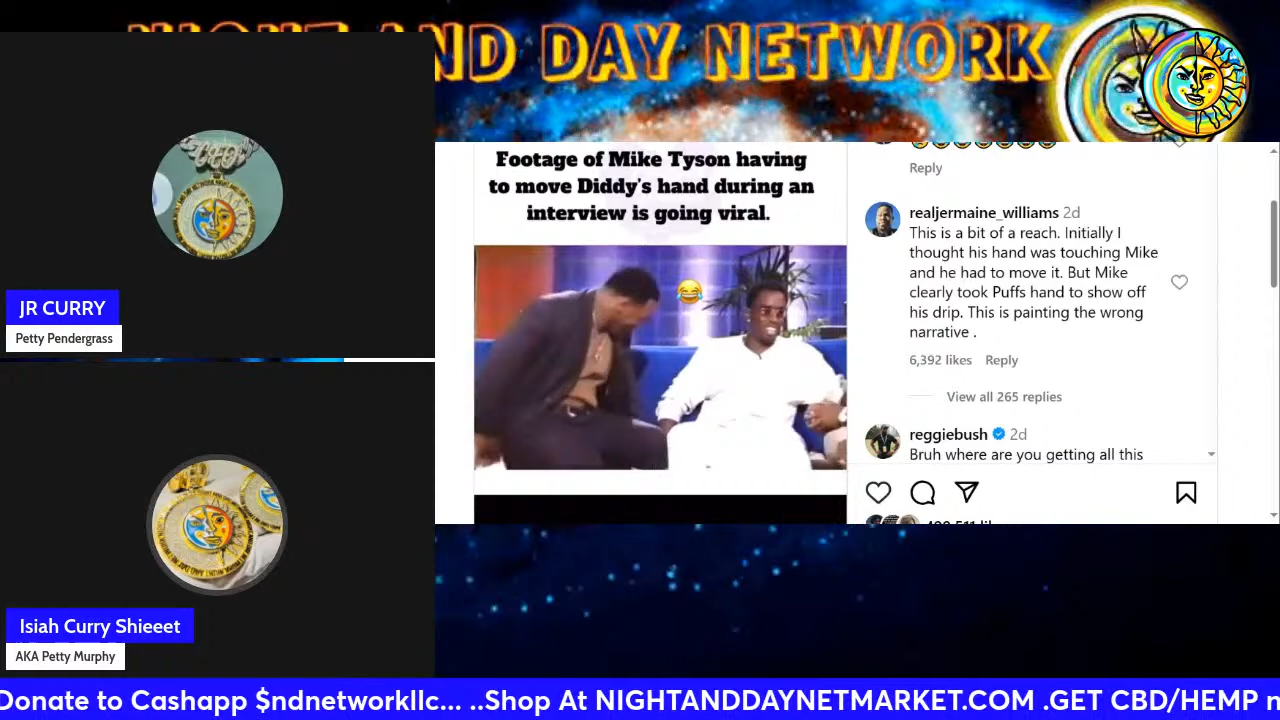 NIGHT AND DAY NETWORK
CEO
JR CURRY
Petty Pendergrass
Isiah Curry Shieeet
AKA Petty Murphy
Footage of Mike Tyson having
to move Diddy's hand during an
interview is going viral.
Reply
realjermaine_williams 2d
This is a bit of a reach. Initially I
thought his hand was touching Mike
and he had to move it. But Mike
clearly took Puffs hand to show off
his drip. This is painting the wrong
narrative .
6,392 likes Reply
View all 265 replies
reggiebush 2d
Bruh where are you getting all this
Donate to Cashapp $ndnetworkllc... ..Shop At NIGHTANDDAYNETMARKET.COM .GET CBD/HEMP